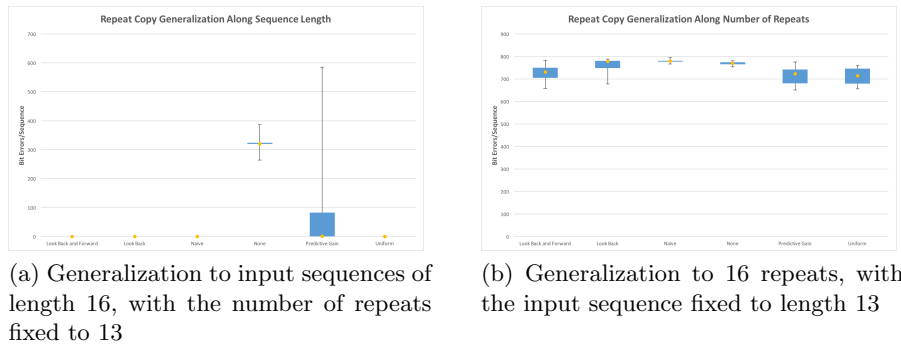 Repeat Copy Generalization Along Sequence Length
700
600
500
400
300
200
100
0
Bit Errors/Sequence
Look Back and Forward Look Back Naive None Predictive Gain Uniform
(a) Generalization to input sequences of
length 16, with the number of repeats
fixed to 13
Repeat Copy Generalization Along Number of Repeats
900
800
700
600
500
400
300
200
100
0
Bit Errors/Sequence
Look Back and Forward Look Back Naive None Predictive Gain Uniform
(b) Generalization to 16 repeats, with
the input sequence fixed to length 13